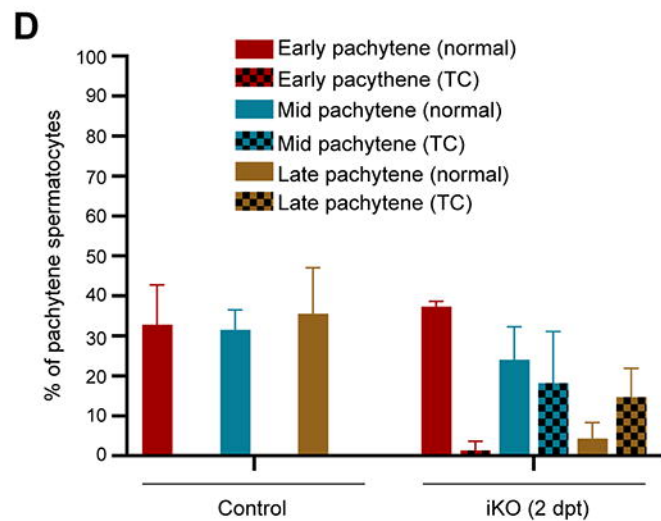 D
% of pachytene spermatocytes
100
90
80
70
60
50
40
30
20
10
0
Early pachytene (normal)
Early pacythene (TC)
Mid pachytene (normal)
Mid pachytene (TC)
Late pachytene (normal)
Late pachytene (TC)
Control
iKO (2 dpt)